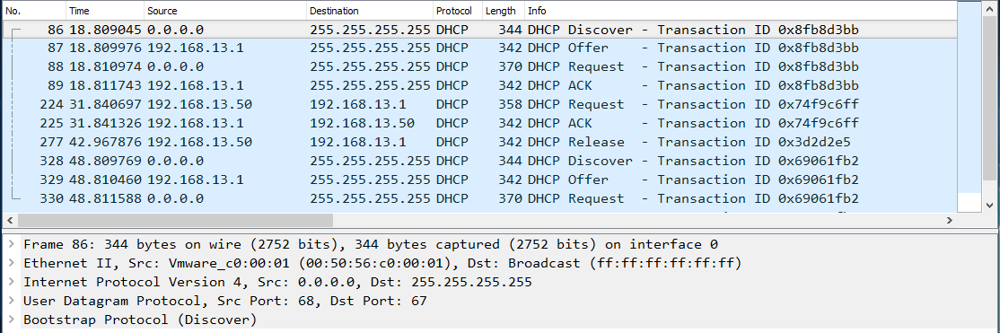 No. Time Source Destination Protocol Length Info
86 18.809045 0.0.0.0 255.255.255.255 DHCP 344 DHCP Discover - Transaction ID 0x8fb8d3bb
87 18.809976 192.168.13.1 255.255.255.255 DHCP 342 DHCP Offer - Transaction ID 0x8fb8d3bb
88 18.810974 0.0.0.0 255.255.255.255 DHCP 370 DHCP Request - Transaction ID 0x8fb8d3bb
89 18.811743 192.168.13.1 255.255.255.255 DHCP 342 DHCP ACK - Transaction ID 0x8fb8d3bb
224 31.840697 192.168.13.50 192.168.13.1 DHCP 358 DHCP Request - Transaction ID 0x74f9c6ff
225 31.841326 192.168.13.1 192.168.13.50 DHCP 342 DHCP ACK - Transaction ID 0x74f9c6ff
277 42.967876 192.168.13.50 192.168.13.1 DHCP 342 DHCP Release - Transaction ID 0x3d2d2e5
328 48.809769 0.0.0.0 255.255.255.255 DHCP 344 DHCP Discover - Transaction ID 0x69061fb2
329 48.810460 192.168.13.1 255.255.255.255 DHCP 342 DHCP Offer - Transaction ID 0x69061fb2
330 48.811588 0.0.0.0 255.255.255.255 DHCP 370 DHCP Request - Transaction ID 0x69061fb2
Frame 86: 344 bytes on wire (2752 bits), 344 bytes captured (2752 bits) on interface 0
Ethernet II, Src: Vmware_c0:00:01 (00:50:56:c0:00:01), Dst: Broadcast (ff:ff:ff:ff:ff:ff)
Internet Protocol Version 4, Src: 0.0.0.0, Dst: 255.255.255.255
User Datagram Protocol, Src Port: 68, Dst Port: 67
Bootstrap Protocol (Discover)